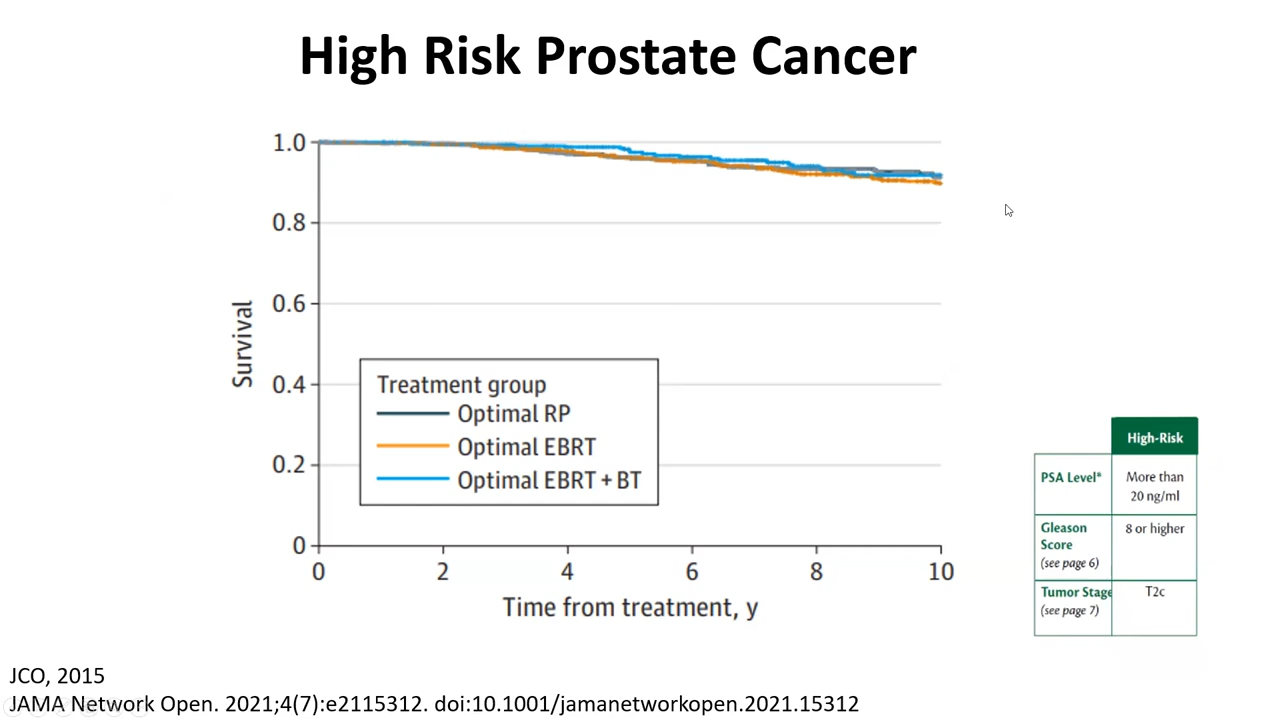 High Risk Prostate Cancer
1.0
0.8
0.6
0.4
0.2
0
Survival
Treatment group
Optimal RP
Optimal EBRT
Optimal EBRT + BT
0 2 4 6 8 10
Time from treatment, y
High-Risk
PSA Level* More than
20 ng/ml
Gleason 8 or higher
Score
(see page 6)
Tumor Stage T2c
(see page 7)
JCO, 2015
JAMA Network Open. 2021;4(7):e2115312. doi:10.1001/jamanetworkopen.2021.15312